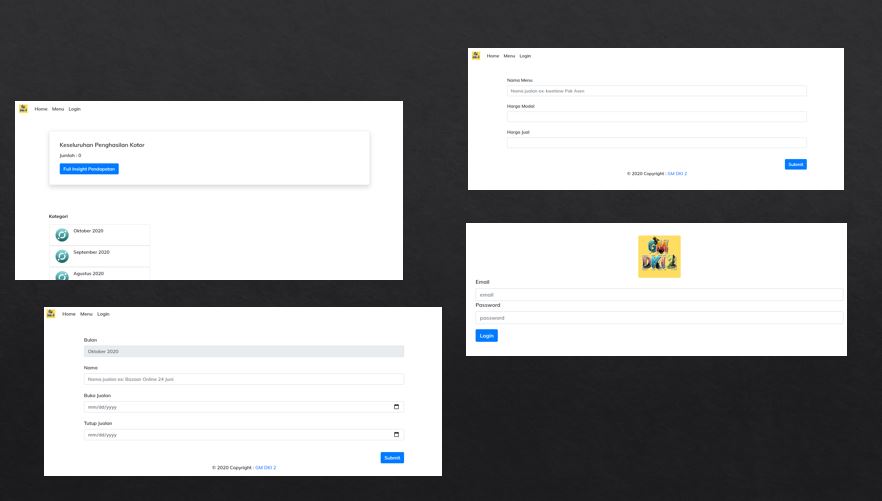 Home Menu Login
Keseluruhan Penghasilan Kotor
Jumlah : 0
Full Insight Pendapatan
Kategori
Oktober 2020
September 2020
Agustus 2020
Home Menu Login
Bulan
Oktober 2020
Nama
Nama jualan ex: Bazaar Online 24 Juni
Buka Jualan
mm/dd/yyyy
Tutup Jualan
mm/dd/yyyy
Submit
© 2020 Copyright : GM DKI 2
Home Menu Login
Nama Menu
Nama jualan ex: kwetiaw Pak Asen
Harga Modal
Harga Jual
Submit
© 2020 Copyright : GM DKI 2
GM
DKI 2
Email
email
Password
password
Login